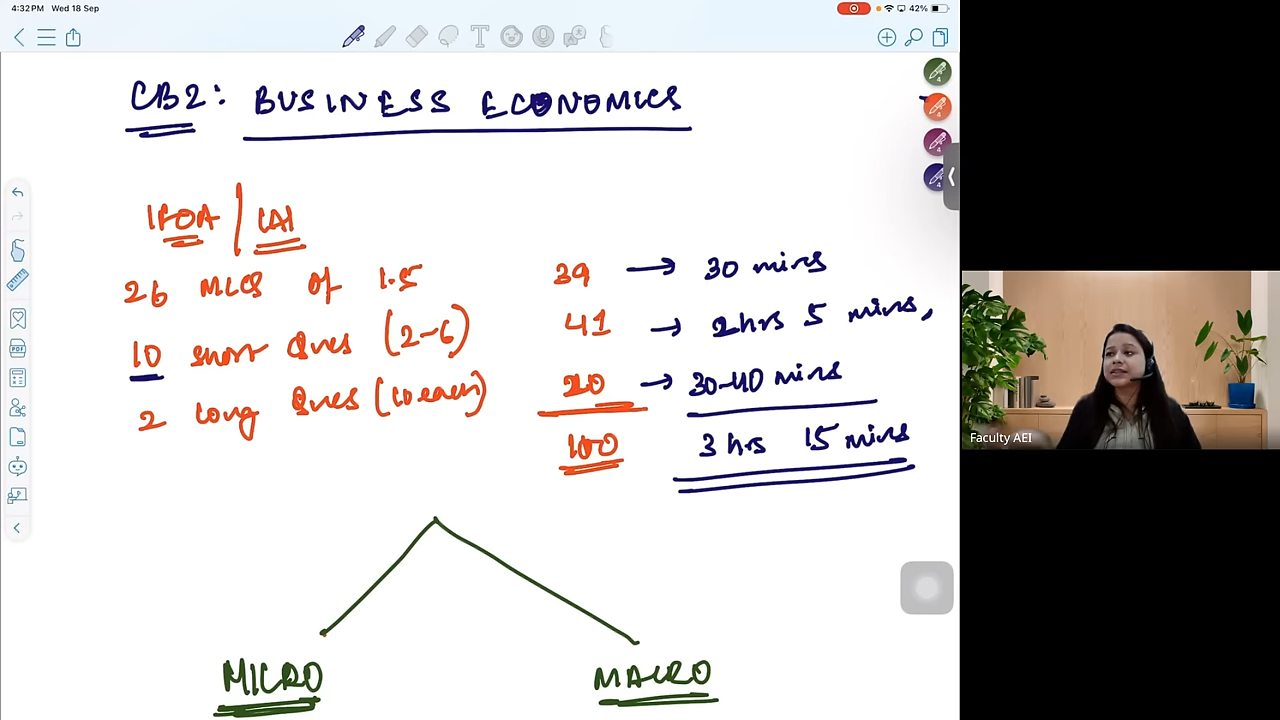 4:32 PM Wed 18 Sep
42%
CB2: BUSINESS ECONOMICS
IFOA | IAI
26 MCQs of 1.5 39 → 30 mins
10 short Ques (2-6) 41 → 2hrs 5 mins,
2 long Ques (10 each) 20 → 30-40 mins
100 3 hrs 15 mins
MICRO MACRO
Faculty AEI